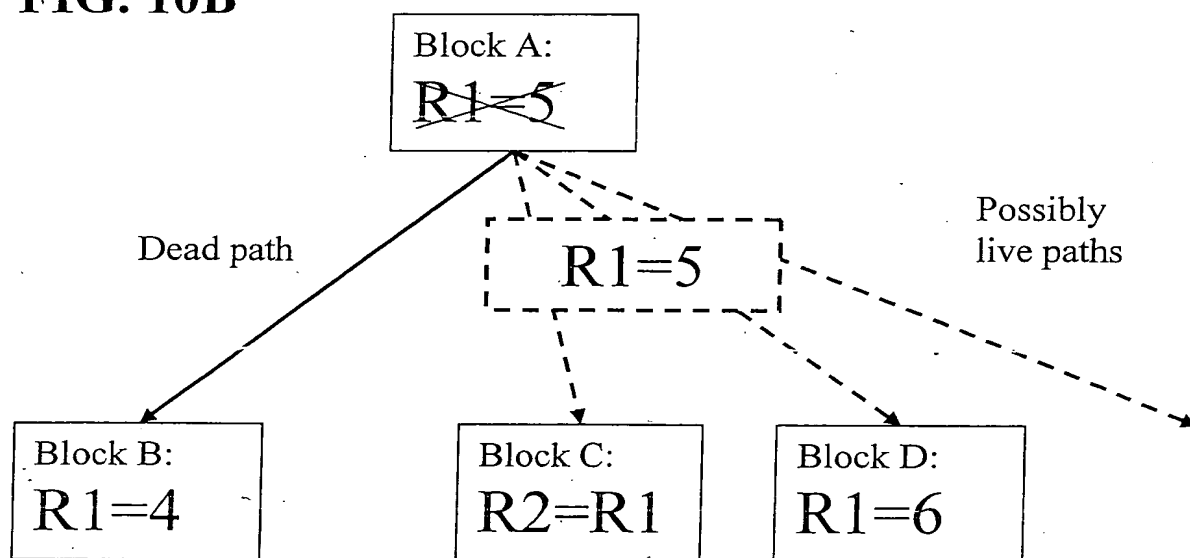 FIG. 10B
Block A:
R1=5
Dead path
R1=5
Possibly
live paths
Block B:
R1=4
Block C:
R2=R1
Block D:
R1=6